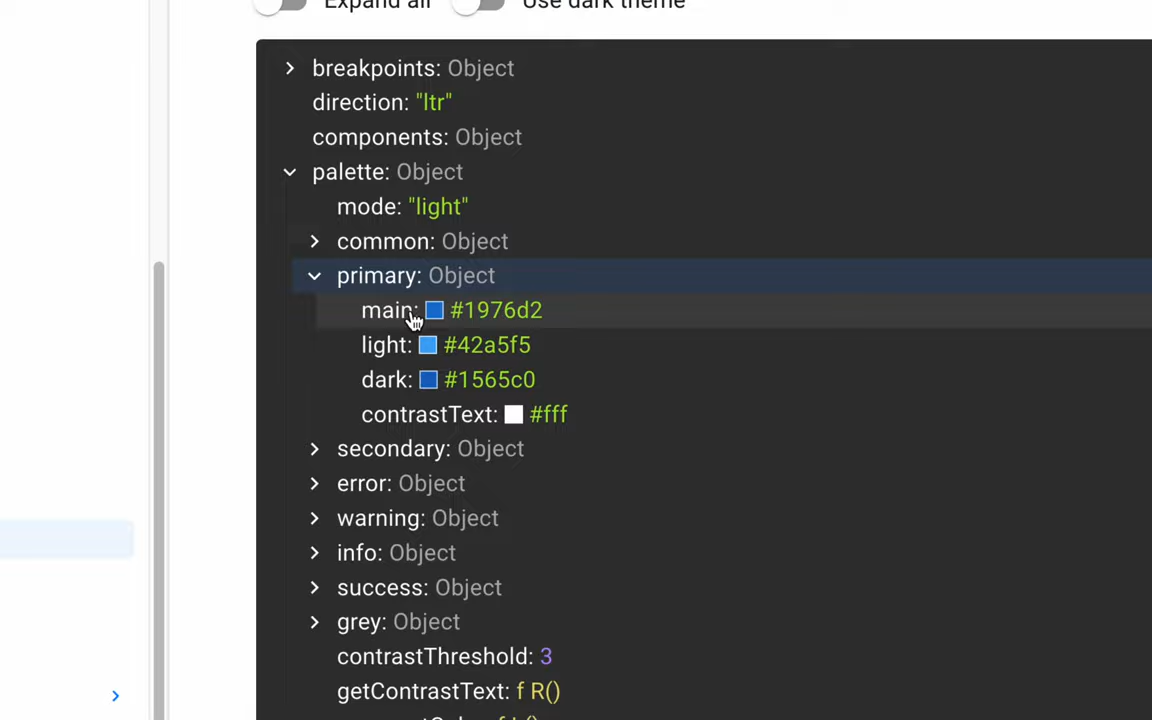 Expand all Use dark theme
breakpoints: Object
direction: "ltr"
components: Object
palette: Object
mode: "light"
common: Object
primary: Object
main: #1976d2
light: #42a5f5
dark: #1565c0
contrastText: #fff
secondary: Object
error: Object
warning: Object
info: Object
success: Object
grey: Object
contrastThreshold: 3
getContrastText: f R()